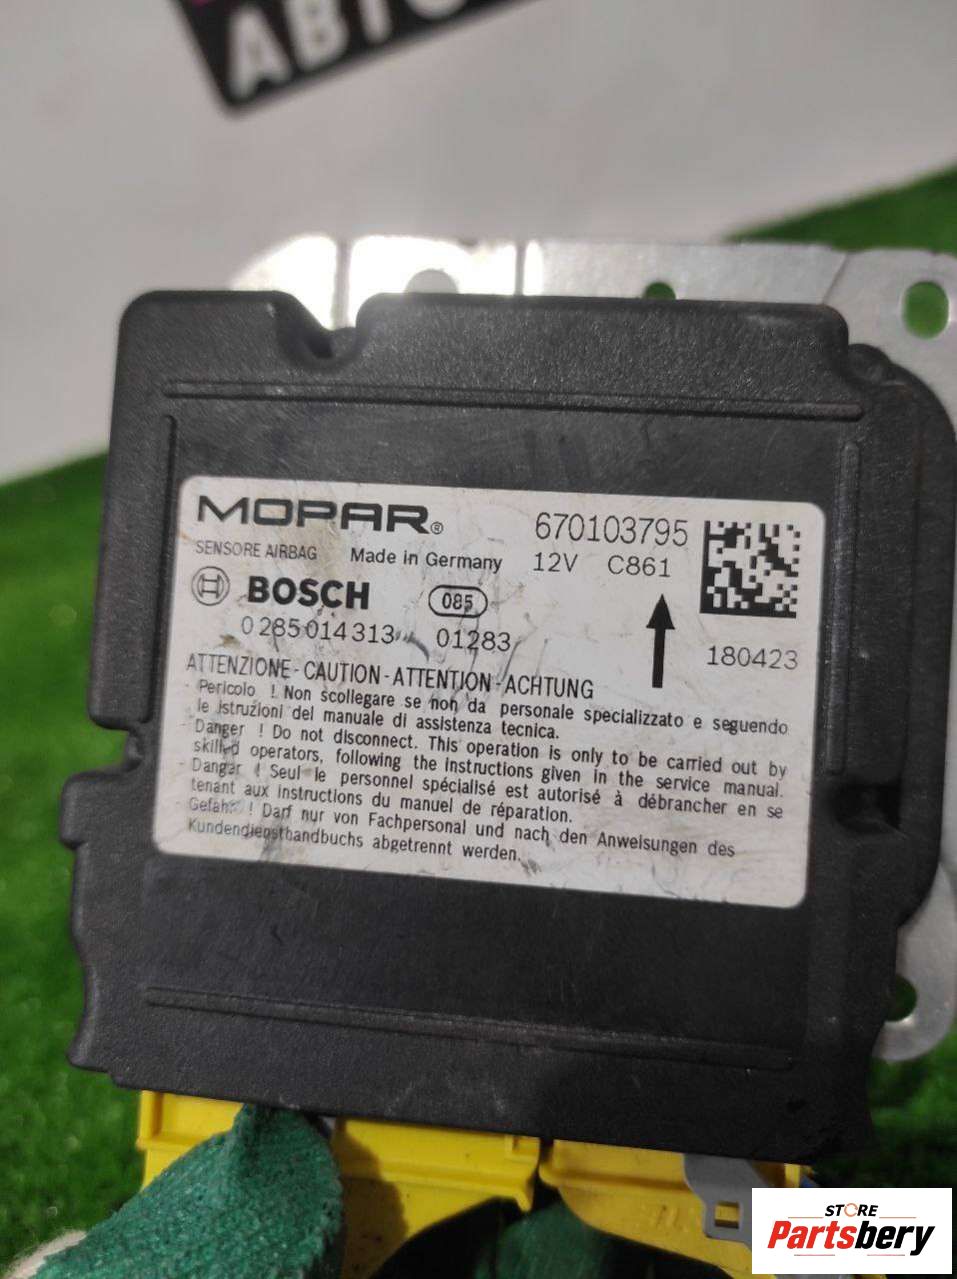 АВТО
MOPAR®
670103795
SENSORE AIRBAG Made in Germany 12V C861
BOSCH 085
0 285 014 313 01283
180423
ATTENZIONE - CAUTION - ATTENTION - ACHTUNG
- Pericolo ! Non scollegare se non da personale specializzato e seguendo
le istruzioni del manuale di assistenza tecnica.
- Danger ! Do not disconnect. This operation is only to be carried out by
skilled operators, following the instructions given in the service manual.
- Danger ! Seul le personnel spécialisé est autorisé à débrancher en se
tenant aux instructions du manuel de réparation.
- Gefahr ! Darf nur von Fachpersonal und nach den Anweisungen des
Kundendiensthandbuchs abgetrennt werden.
STORE
Partsbery